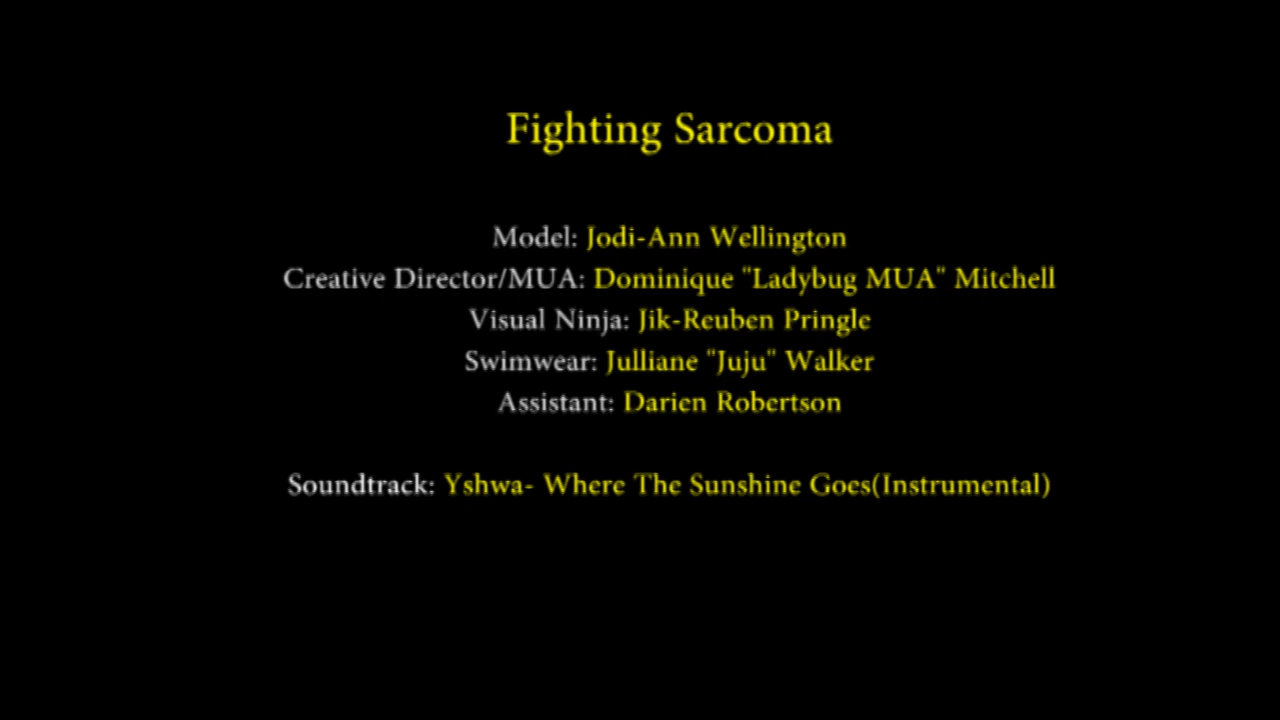 Fighting Sarcoma
Model: Jodi-Ann Wellington
Creative Director/MUA: Dominique "Ladybug MUA" Mitchell
Visual Ninja: Jik-Reuben Pringle
Swimwear: Julliane "Juju" Walker
Assistant: Darien Robertson
Soundtrack: Yshwa- Where The Sunshine Goes(Instrumental)